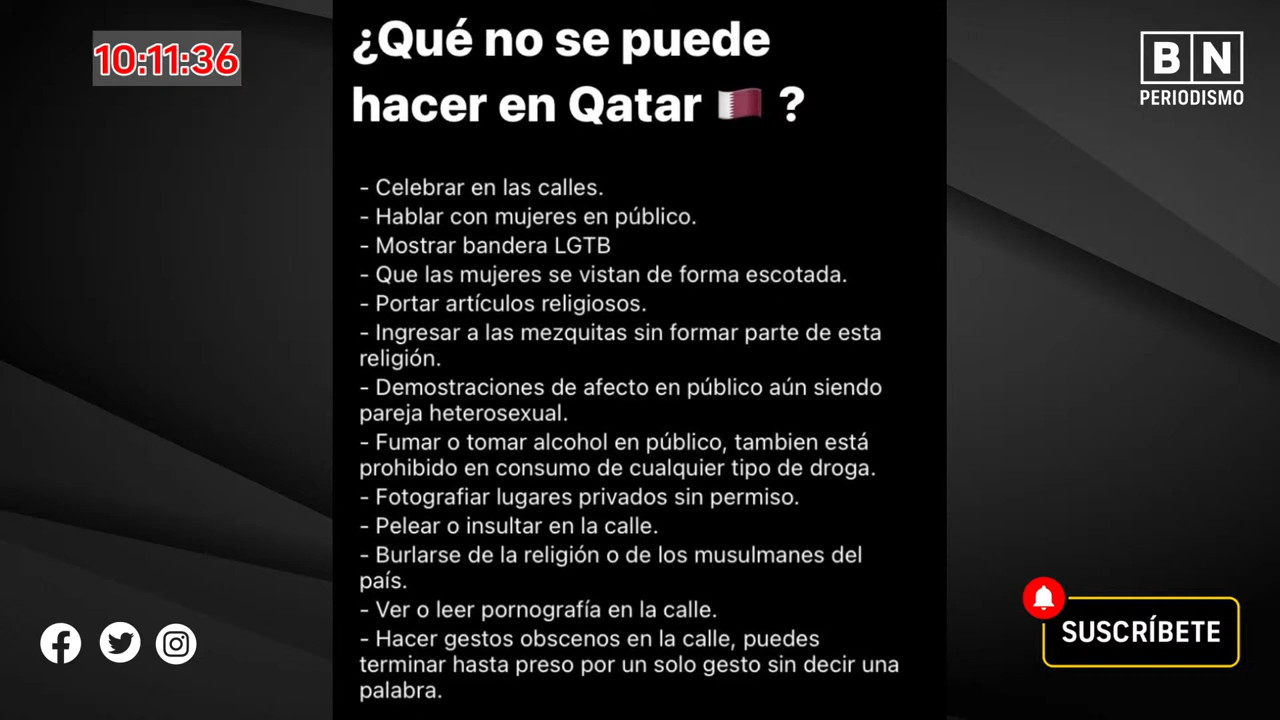 10:11:36
¿Qué no se puede
hacer en Qatar 🇶🇦 ?
BN
PERIODISMO
- Celebrar en las calles.
- Hablar con mujeres en público.
- Mostrar bandera LGTB
- Que las mujeres se vistan de forma escotada.
- Portar artículos religiosos.
- Ingresar a las mezquitas sin formar parte de esta
religión.
- Demostraciones de afecto en público aún siendo
pareja heterosexual.
- Fumar o tomar alcohol en público, tambien está
prohibido en consumo de cualquier tipo de droga.
- Fotografiar lugares privados sin permiso.
- Pelear o insultar en la calle.
- Burlarse de la religión o de los musulmanes del
país.
- Ver o leer pornografía en la calle.
- Hacer gestos obscenos en la calle, puedes
terminar hasta preso por un solo gesto sin decir una
palabra.
SUSCRÍBETE